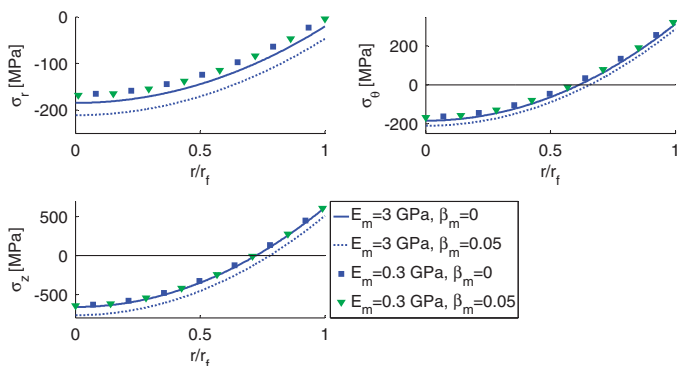 0
-100
-200
σr [MPa]
0
0.5
1
r/rf
200
0
-200
σθ [MPa]
0
0.5
1
r/rf
500
0
-500
σz [MPa]
0
0.5
1
r/rf
Em=3 GPa, βm=0
Em=3 GPa, βm=0.05
Em=0.3 GPa, βm=0
Em=0.3 GPa, βm=0.05